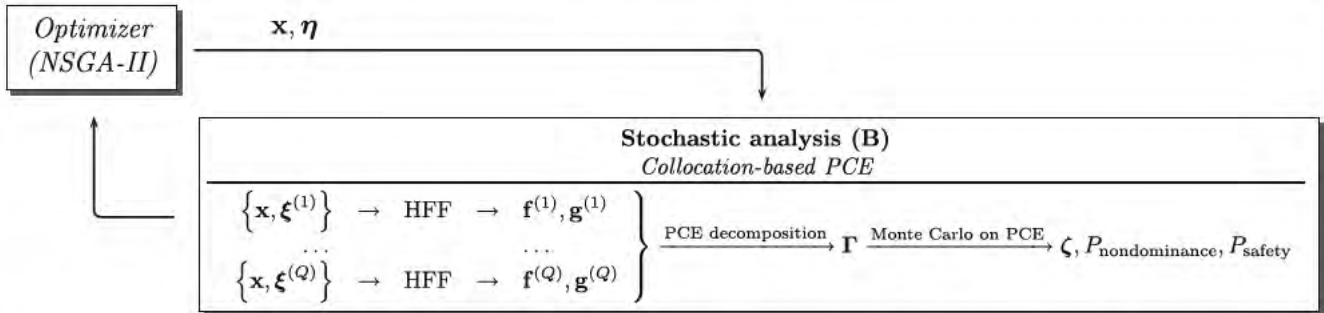 Optimizer
(NSGA-II)
x, η
Stochastic analysis (B)
Collocation-based PCE
{x, ξ^(1)} → HFF → f^(1), g^(1)
... ...
{x, ξ^(Q)} → HFF → f^(Q), g^(Q)
PCE decomposition Γ Monte Carlo on PCE ζ, P_nondominance, P_safety